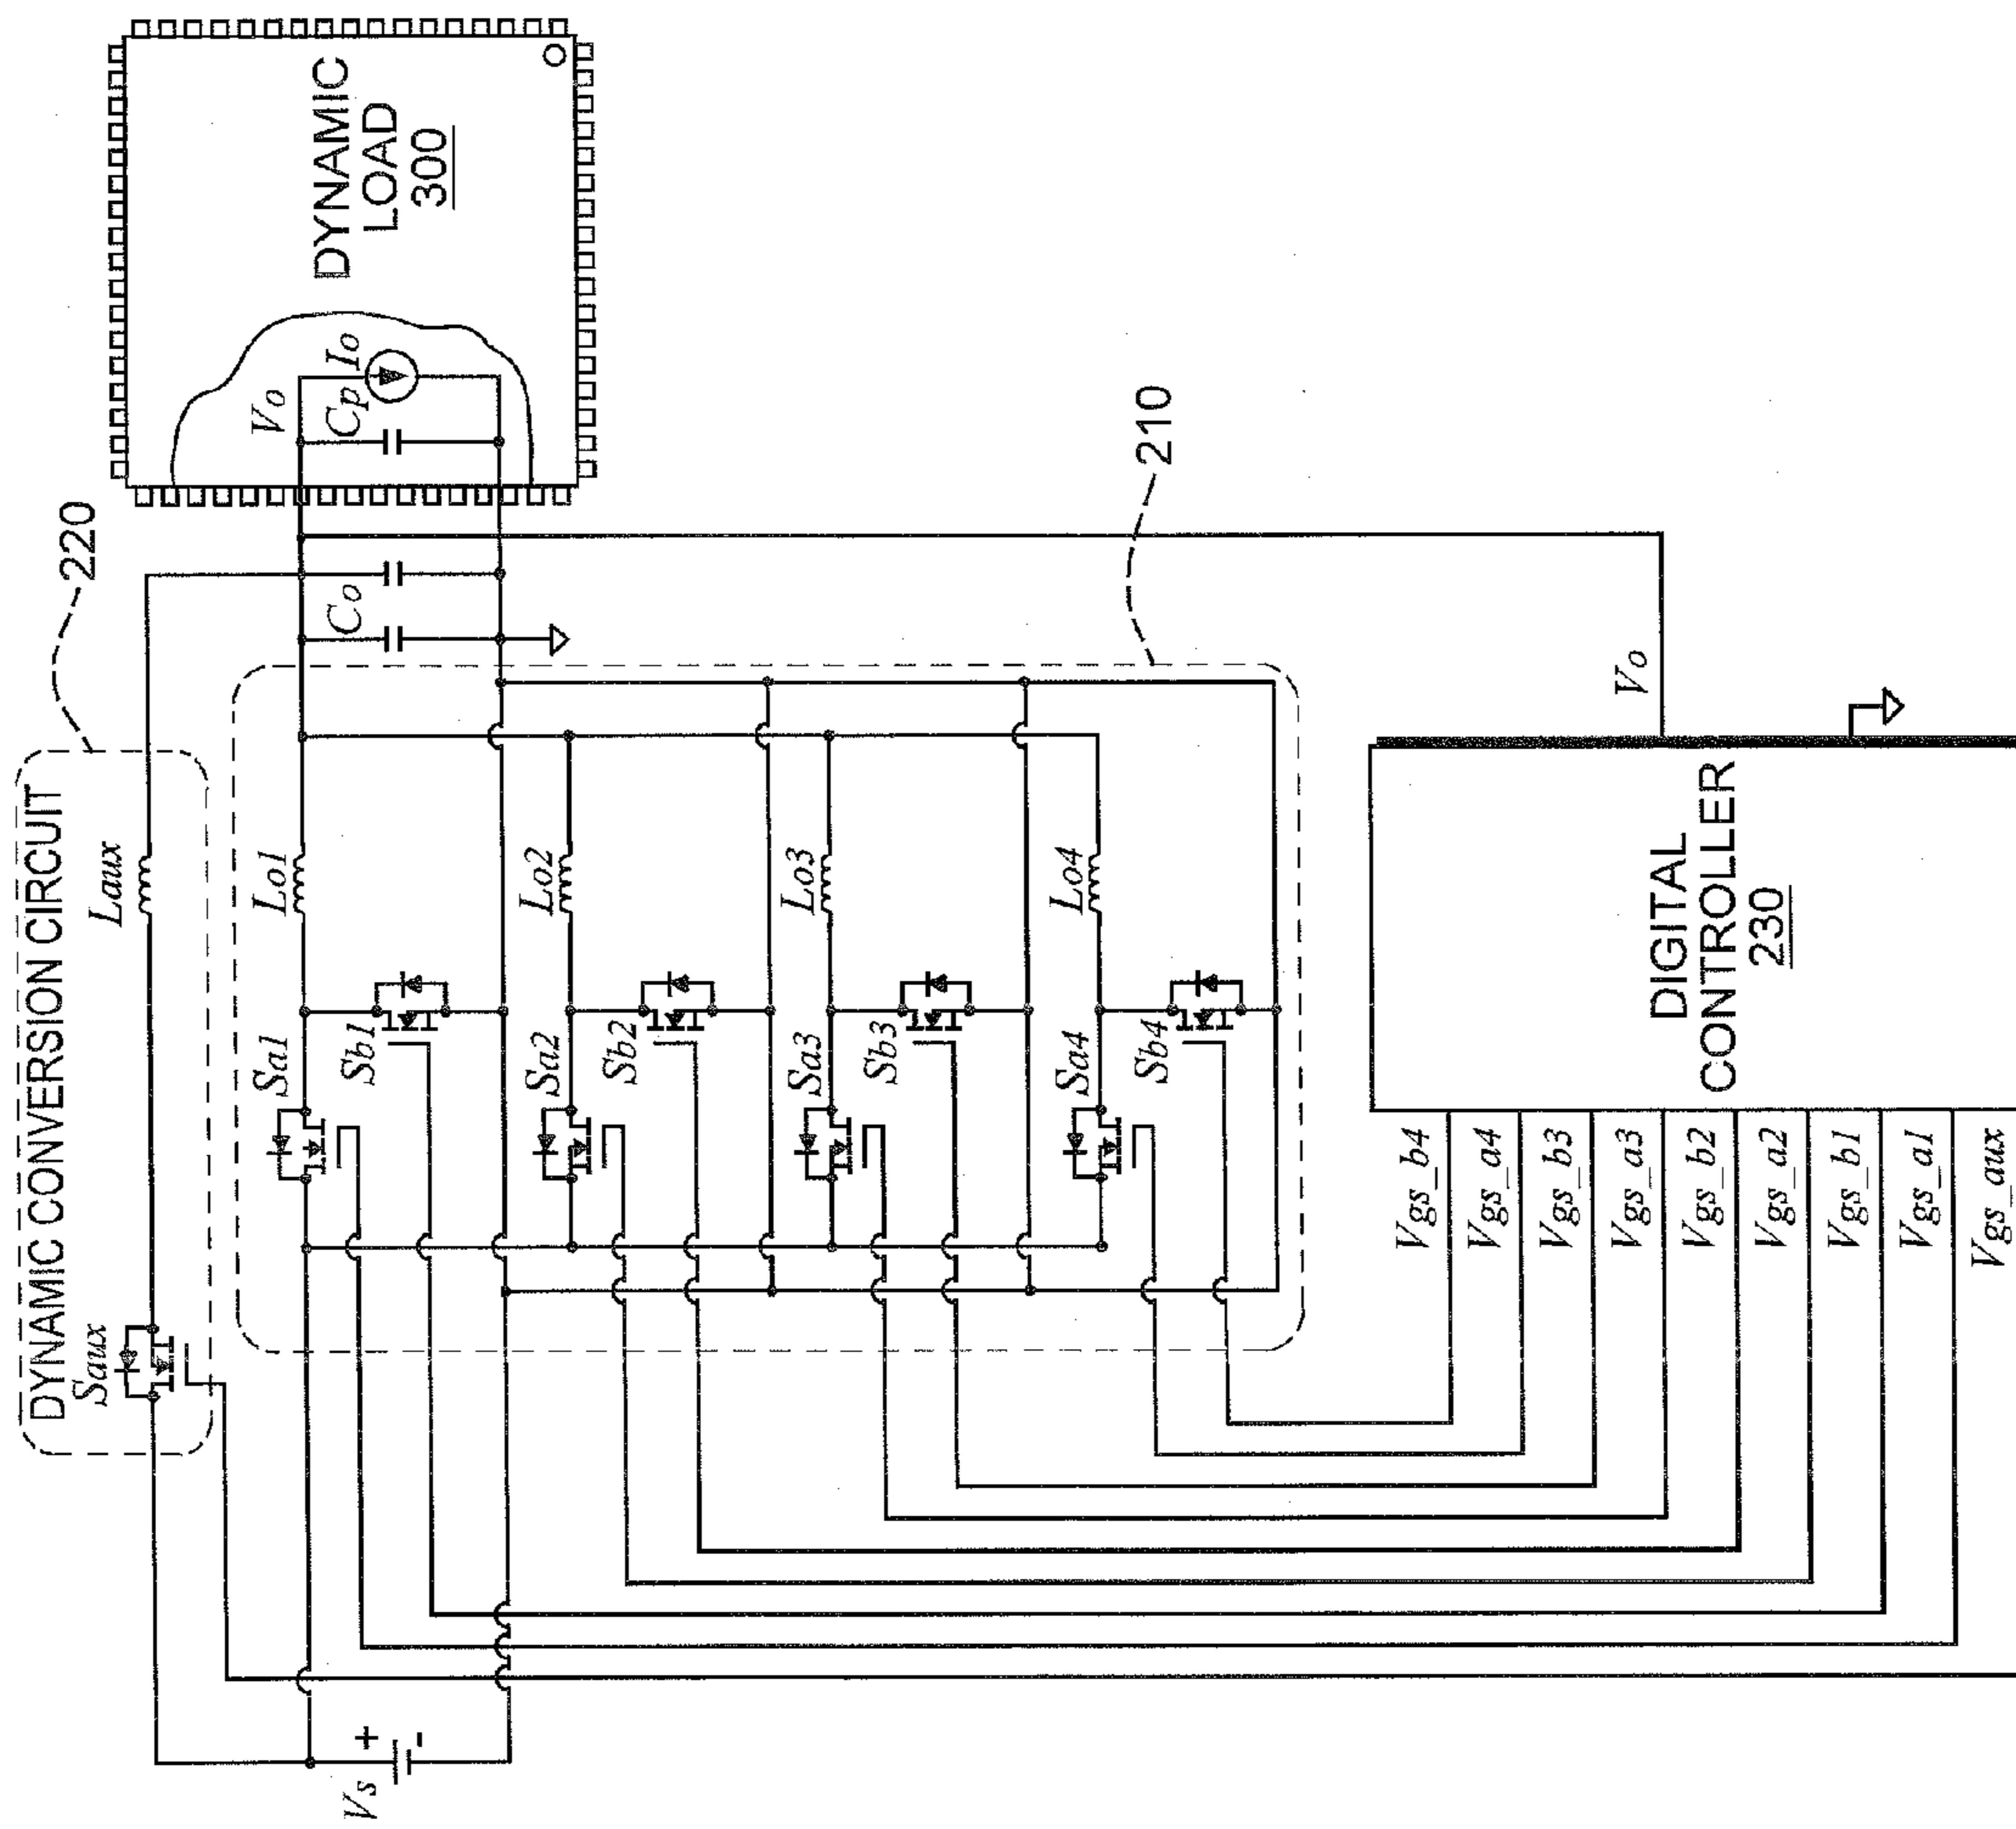 DYNAMIC CONVERSION CIRCUIT
220
Saux
Laux
Vs
+
-
Sa1
Lo1
Sb1
Sa2
Lo2
Sb2
Sa3
Lo3
Sb3
Sa4
Lo4
Sb4
210
Co
Vo
Cp
Io
DYNAMIC
LOAD
300
Vo
DIGITAL
CONTROLLER
230
Vgs_b4
Vgs_a4
Vgs_b3
Vgs_a3
Vgs_b2
Vgs_a2
Vgs_b1
Vgs_a1
Vgs_aux